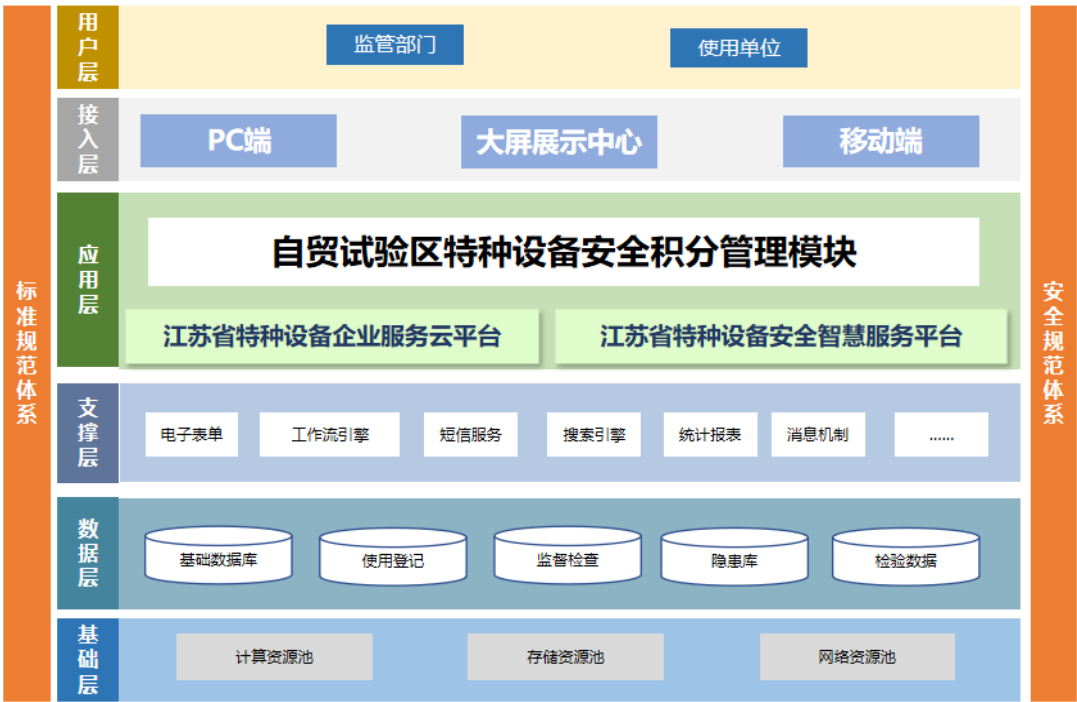 标准规范体系
用户层
监管部门
使用单位
接入层
PC端
大屏展示中心
移动端
应用层
自贸试验区特种设备安全积分管理模块
江苏省特种设备企业服务云平台
江苏省特种设备安全智慧服务平台
支撑层
电子表单
工作流引擎
短信服务
搜索引擎
统计报表
消息机制
......
数据层
基础数据库
使用登记
监督检查
隐患库
检验数据
基础层
计算资源池
存储资源池
网络资源池
安全规范体系